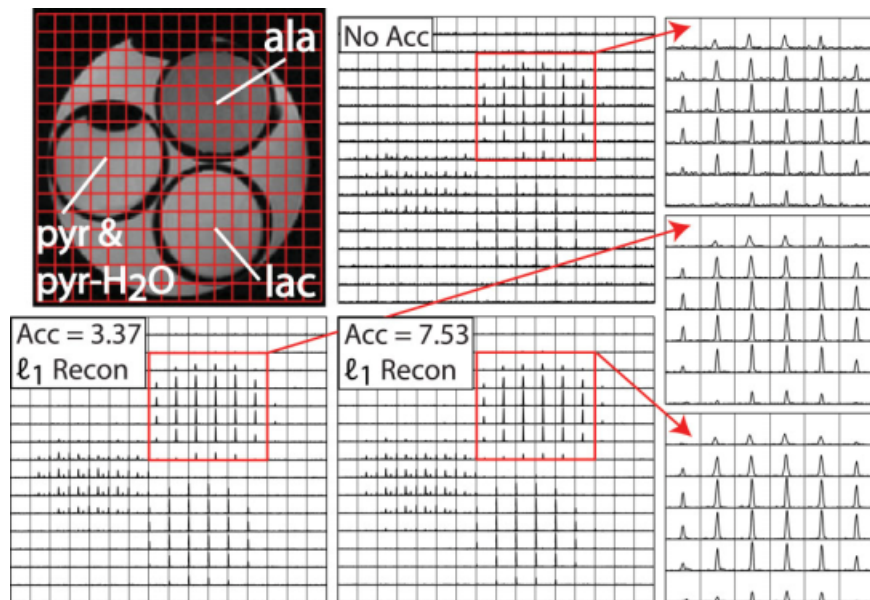 ala
pyr &
pyr-H₂O
lac
No Acc
Acc = 3.37
ℓ₁ Recon
Acc = 7.53
ℓ₁ Recon